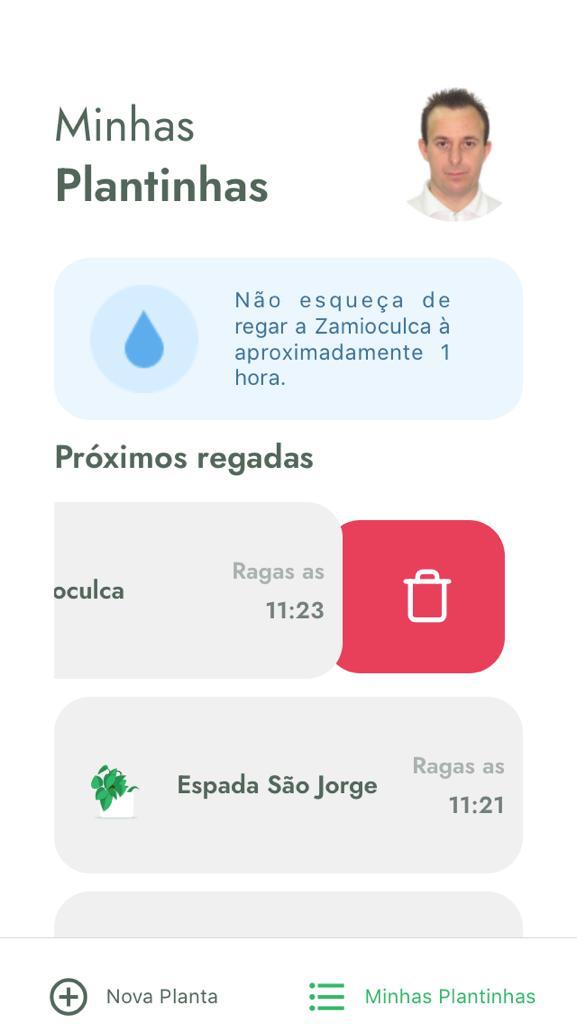 Minhas
Plantinhas
Não esqueça de
regar a Zamioculca à
aproximadamente 1
hora.
Próximos regadas
oculca
Ragas as
11:23
Espada São Jorge
Ragas as
11:21
Nova Planta
Minhas Plantinhas